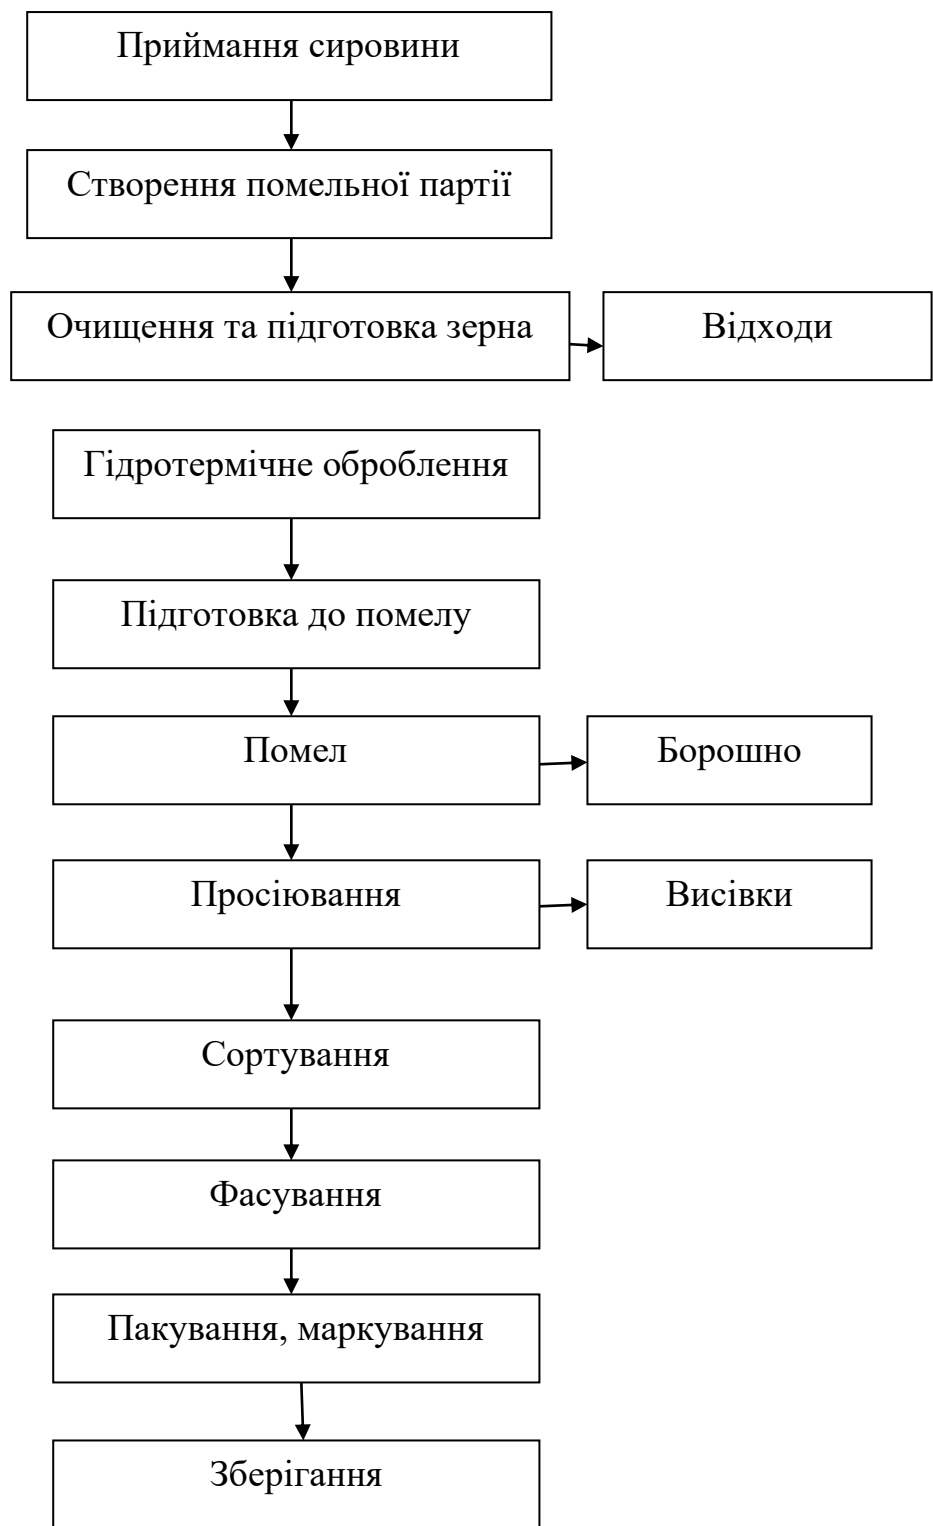 Приймання сировини
Створення помельної партії
Очищення та підготовка зерна
Відходи
Гідротермічне оброблення
Підготовка до помелу
Помел
Борошно
Просіювання
Висівки
Сортування
Фасування
Пакування, маркування
Зберігання